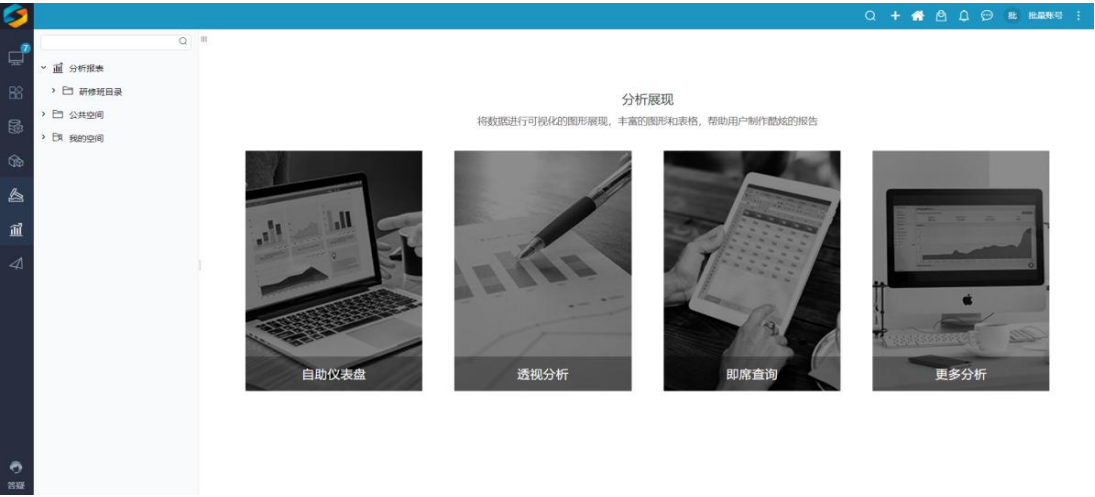 批 批量账号
7
分析报表
研修班目录
公共空间
我的空间
分析展现
将数据进行可视化的图形展现，丰富的图形和表格，帮助用户制作酷炫的报告
自助仪表盘
透视分析
即席查询
更多分析
答疑